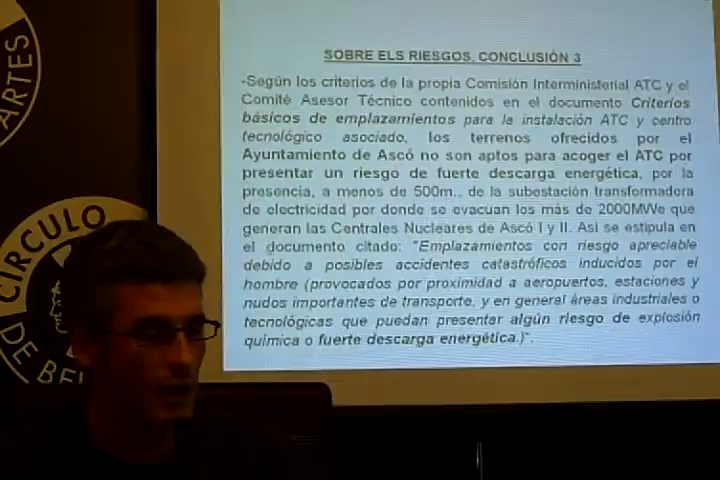 ARTES
CIRCULO
DE BEL
SOBRE ELS RIESGOS. CONCLUSIÓN 3
-Según los criterios de la propia Comisión Interministerial ATC y el
Comité Asesor Técnico contenidos en el documento Criterios
básicos de emplazamientos para la instalación ATC y centro
tecnológico asociado, los terrenos ofrecidos por el
Ayuntamiento de Ascó no son aptos para acoger el ATC por
presentar un riesgo de fuerte descarga energética, por la
presencia, a menos de 500m., de la subestación transformadora
de electricidad por donde se evacuan los más de 2000MWe que
generan las Centrales Nucleares de Ascó I y II. Así se estipula en
el documento citado: "Emplazamientos con riesgo apreciable
debido a posibles accidentes catastróficos inducidos por el
hombre (provocados por proximidad a aeropuertos, estaciones y
nudos importantes de transporte, y en general áreas industriales o
tecnológicas que puedan presentar algún riesgo de explosión
química o fuerte descarga energética.)".